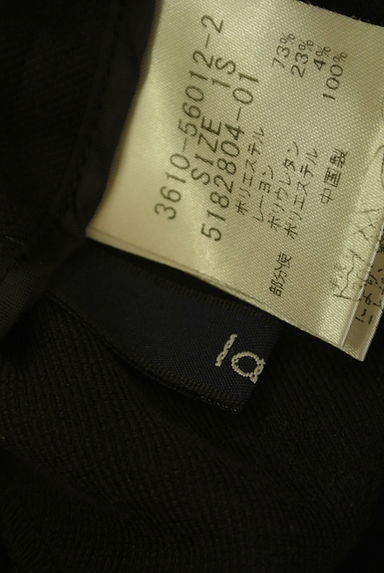 3610-56012-2
SIZE 1S
5182804-01
ポリエステル 73%
レーヨン 23%
ポリウレタン 4%
部分使 ポリエステル 100%
中国製